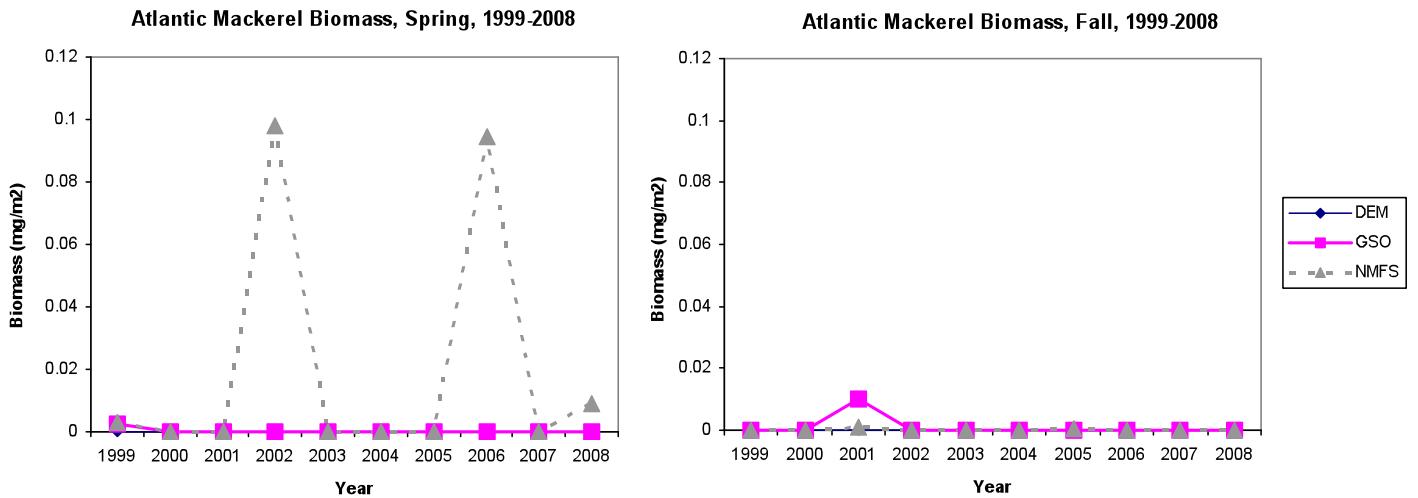 Atlantic Mackerel Biomass, Spring, 1999-2008
0.12
0.1
0.08
0.06
0.04
0.02
0
Biomass (mg/m2)
1999 2000 2001 2002 2003 2004 2005 2006 2007 2008
Year
Atlantic Mackerel Biomass, Fall, 1999-2008
0.12
0.1
0.08
0.06
0.04
0.02
0
Biomass (mg/m2)
1999 2000 2001 2002 2003 2004 2005 2006 2007 2008
Year
DEM
GSO
NMFS